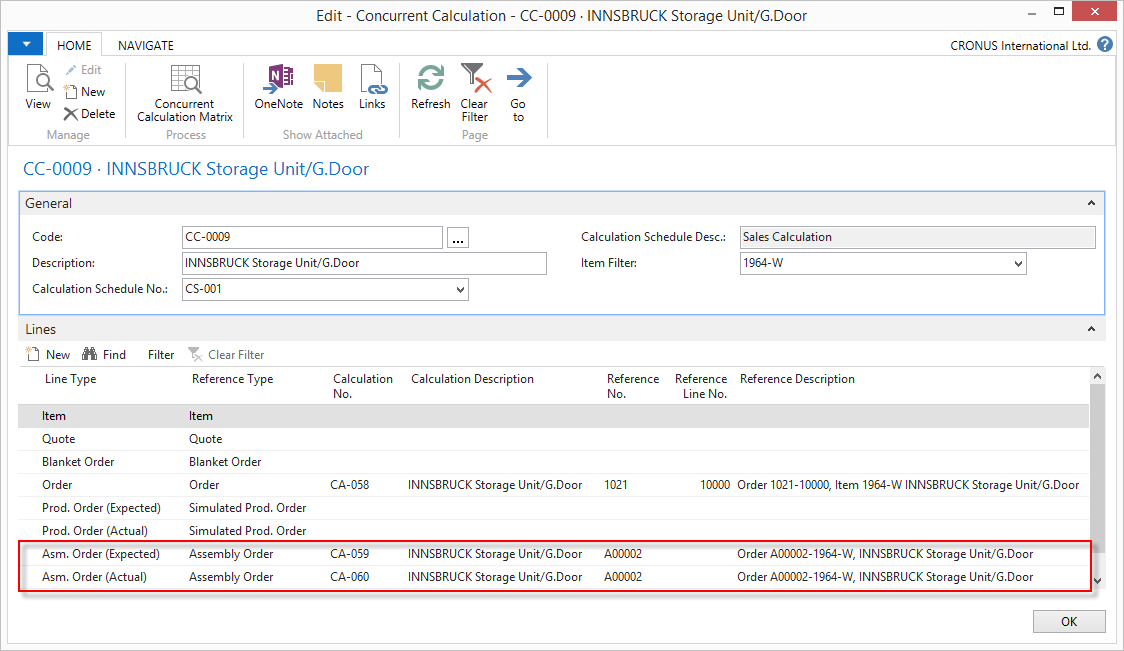 Edit - Concurrent Calculation - CC-0009 · INNSBRUCK Storage Unit/G.Door
HOME NAVIGATE CRONUS International Ltd. ?
View Edit New Delete
Manage
Concurrent Calculation Matrix
Process
OneNote Notes Links
Show Attached
Refresh Clear Filter Go to
Page
CC-0009 · INNSBRUCK Storage Unit/G.Door
General
Code: CC-0009 ... Calculation Schedule Desc.: Sales Calculation
Description: INNSBRUCK Storage Unit/G.Door Item Filter: 1964-W
Calculation Schedule No.: CS-001
Lines
New Find Filter Clear Filter
Line Type Reference Type Calculation No. Calculation Description Reference No. Reference Line No. Reference Description
Item Item
Quote Quote
Blanket Order Blanket Order
Order Order CA-058 INNSBRUCK Storage Unit/G.Door 1021 10000 Order 1021-10000, Item 1964-W INNSBRUCK Storage Unit/G.Door
Prod. Order (Expected) Simulated Prod. Order
Prod. Order (Actual) Simulated Prod. Order
Asm. Order (Expected) Assembly Order CA-059 INNSBRUCK Storage Unit/G.Door A00002 Order A00002-1964-W, INNSBRUCK Storage Unit/G.Door
Asm. Order (Actual) Assembly Order CA-060 INNSBRUCK Storage Unit/G.Door A00002 Order A00002-1964-W, INNSBRUCK Storage Unit/G.Door
OK